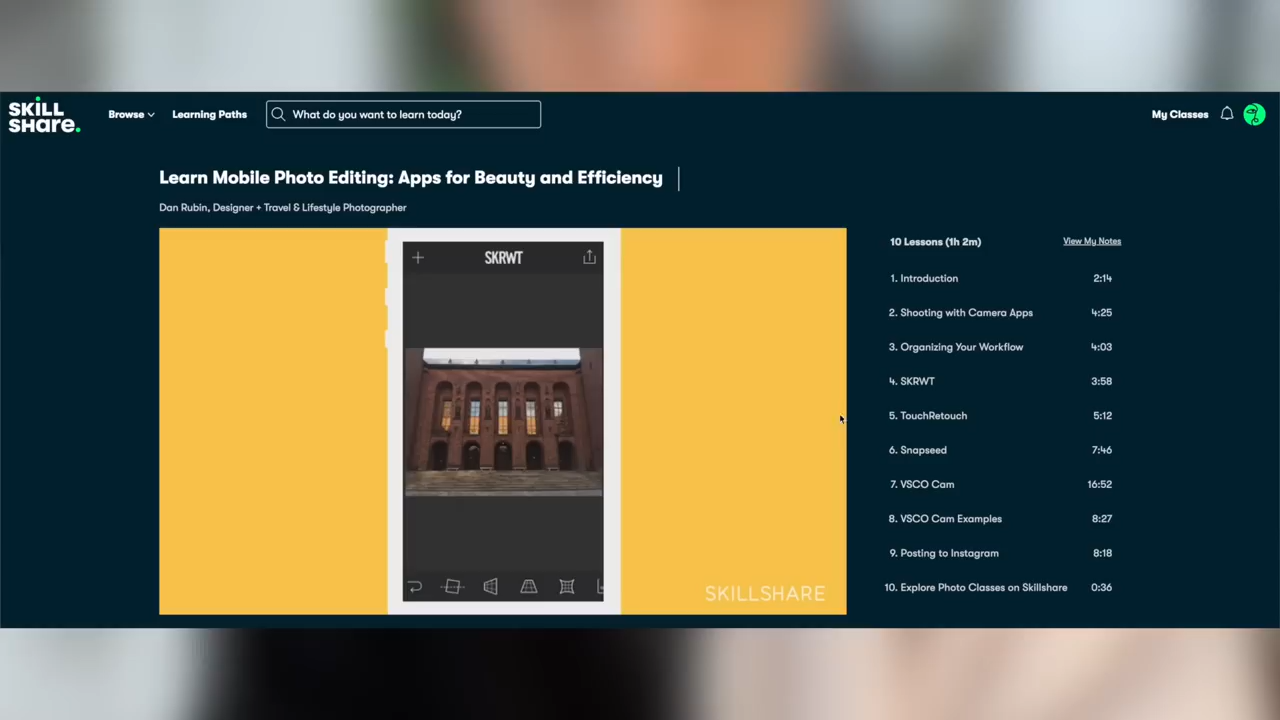 SKILL
SHARE.
Browse
Learning Paths
What do you want to learn today?
My Classes
Learn Mobile Photo Editing: Apps for Beauty and Efficiency
Dan Rubin, Designer + Travel & Lifestyle Photographer
SKRWT
SKILLSHARE
10 Lessons (1h 2m)
View My Notes
1. Introduction 2:14
2. Shooting with Camera Apps 4:25
3. Organizing Your Workflow 4:03
4. SKRWT 3:58
5. TouchRetouch 5:12
6. Snapseed 7:46
7. VSCO Cam 16:52
8. VSCO Cam Examples 8:27
9. Posting to Instagram 8:18
10. Explore Photo Classes on Skillshare 0:36